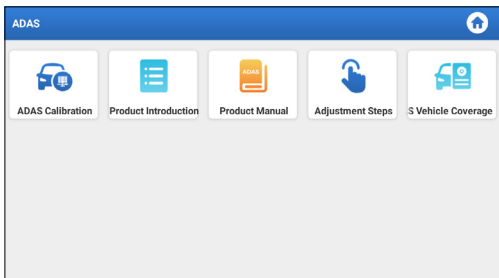 ADAS
ADAS
ADAS Calibration
Product Introduction
Product Manual
Adjustment Steps
S Vehicle Coverage